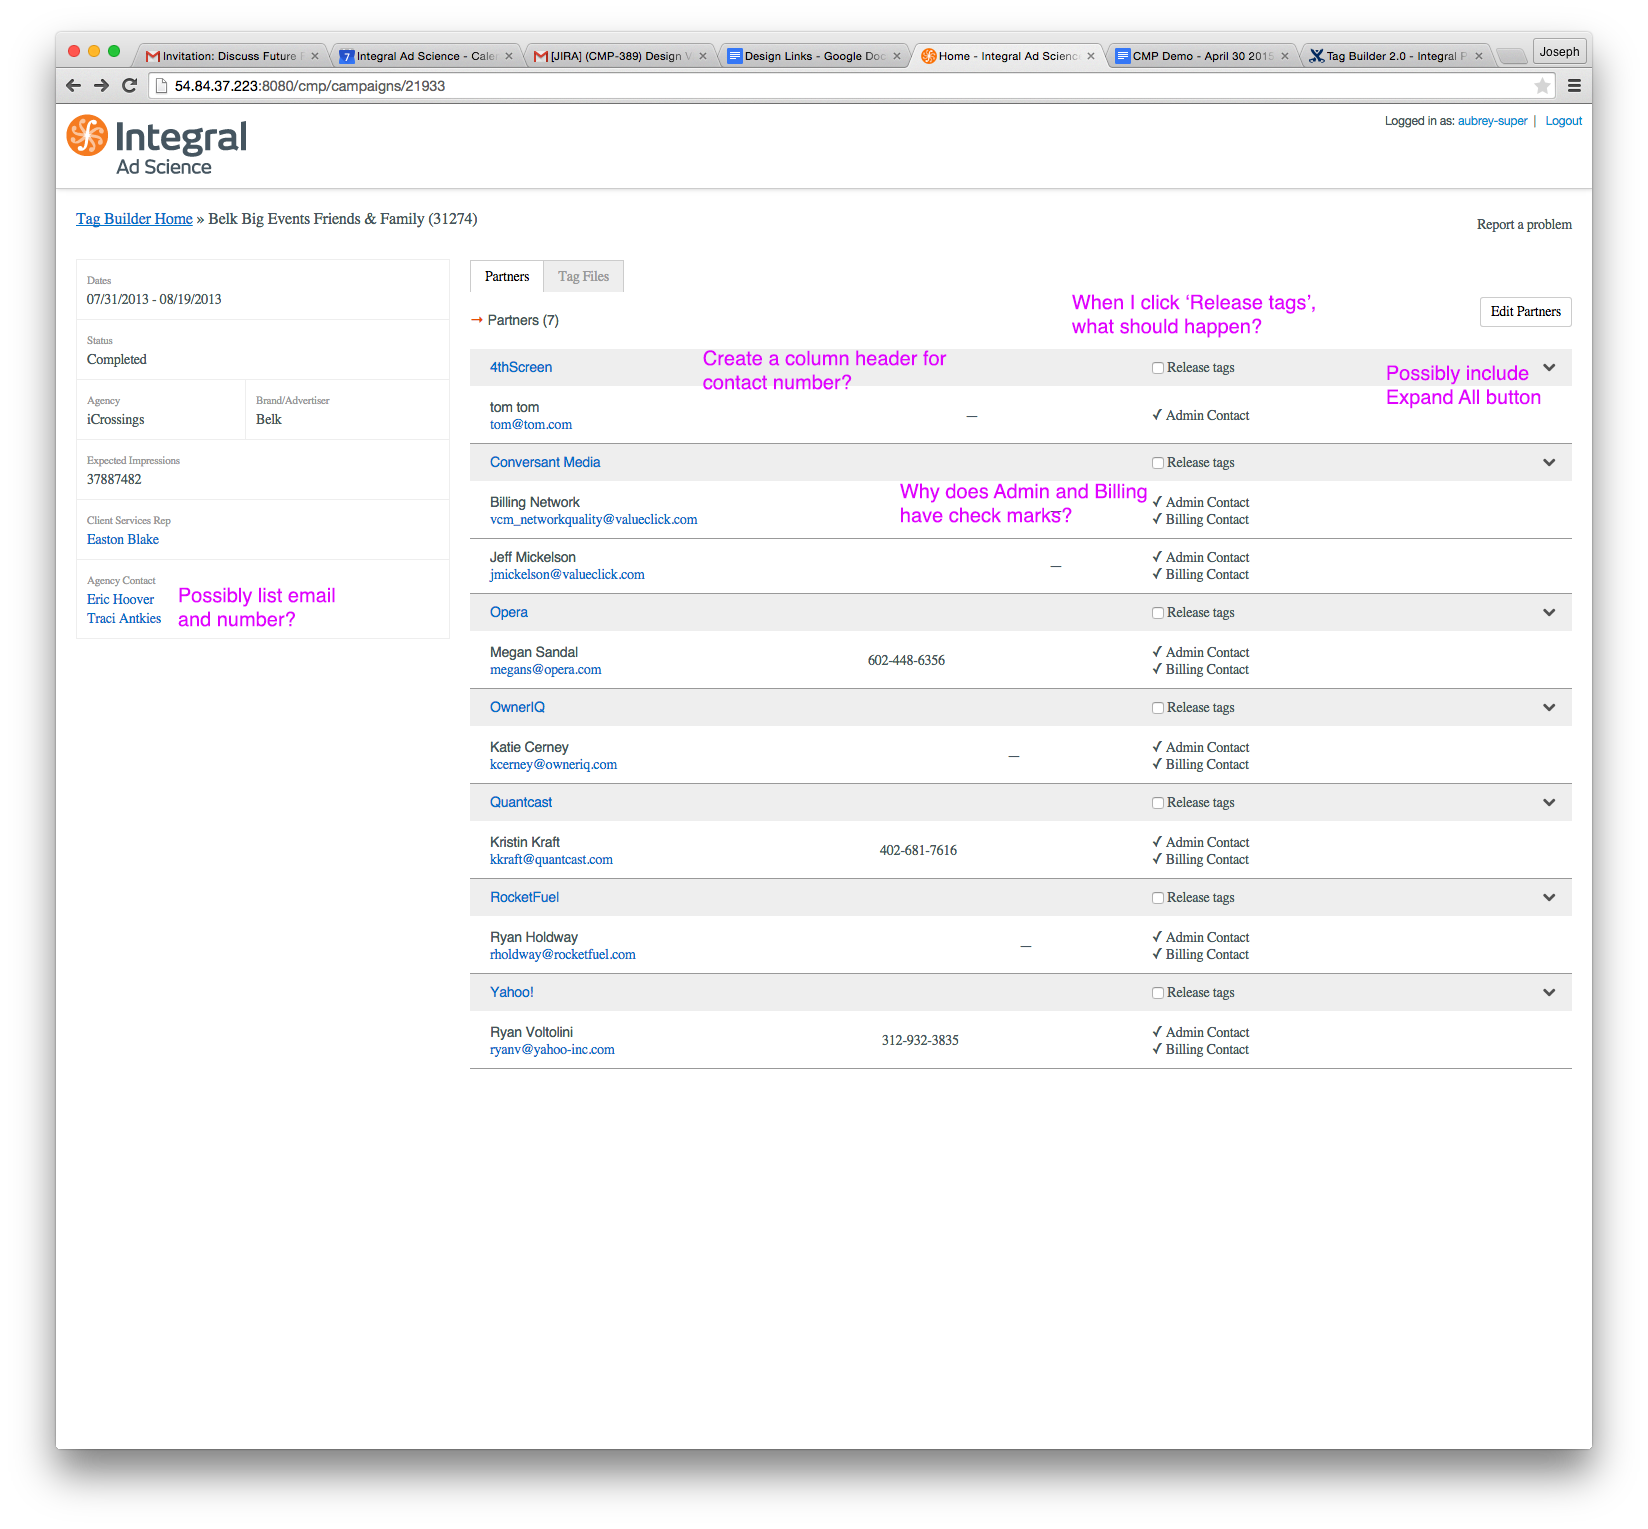 Invitation: Discuss Future
Integral Ad Science - Cale
[JIRA] (CMP-389) Design V
Design Links - Google Doc
Home - Integral Ad Science
CMP Demo - April 30 2015
Tag Builder 2.0 - Integral P
Joseph
54.84.37.223:8080/cmp/campaigns/21933
Integral
Ad Science
Logged in as: aubrey-super | Logout
Tag Builder Home » Belk Big Events Friends & Family (31274)
Report a problem
Dates
07/31/2013 - 08/19/2013
Status
Completed
Agency
iCrossings
Brand/Advertiser
Belk
Expected Impressions
37887482
Client Services Rep
Easton Blake
Agency Contact
Eric Hoover
Traci Antkies
Possibly list email
and number?
Partners
Tag Files
→ Partners (7)
When I click ‘Release tags’,
what should happen?
Edit Partners
4thScreen
Create a column header for
contact number?
Release tags
Possibly include
Expand All button
tom tom
tom@tom.com
—
✓ Admin Contact
Conversant Media
Release tags
Billing Network
vcm_networkquality@valueclick.com
Why does Admin and Billing
have check marks?
—
✓ Admin Contact
✓ Billing Contact
Jeff Mickelson
jmickelson@valueclick.com
—
✓ Admin Contact
✓ Billing Contact
Opera
Release tags
Megan Sandal
megans@opera.com
602-448-6356
✓ Admin Contact
✓ Billing Contact
OwnerIQ
Release tags
Katie Cerney
kcerney@owneriq.com
—
✓ Admin Contact
✓ Billing Contact
Quantcast
Release tags
Kristin Kraft
kkraft@quantcast.com
402-681-7616
✓ Admin Contact
✓ Billing Contact
RocketFuel
Release tags
Ryan Holdway
rholdway@rocketfuel.com
—
✓ Admin Contact
✓ Billing Contact
Yahoo!
Release tags
Ryan Voltolini
ryanv@yahoo-inc.com
312-932-3835
✓ Admin Contact
✓ Billing Contact